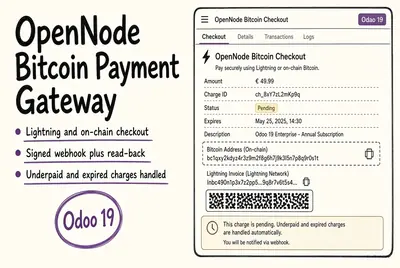 OpenNode
Bitcoin Payment
Gateway
Lightning and on-chain checkout
Signed webhook plus read-back
Underpaid and expired charges handled
Odoo 19
OpenNode Bitcoin Checkout
Odoo 19
Checkout Details Transactions Logs
OpenNode Bitcoin Checkout
Pay securely using Lightning or on-chain Bitcoin.
Amount € 49.99
Charge ID ch_8xY7zL2mKp9q
Status Pending
Expires May 25, 2025, 14:30
Description Odoo 19 Enterprise - Annual Subscription
Bitcoin Address (On-chain)
Lightning Invoice (Lightning Network)
This charge is pending. Underpaid and expired charges
are handled automatically.
You will be notified via webhook.